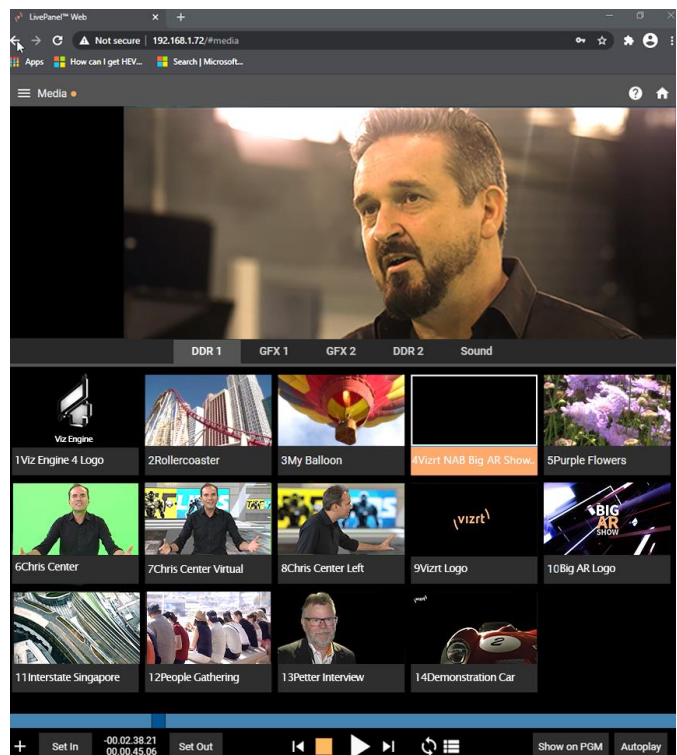 LivePanel™ Web
Not secure | 192.168.1.72/#media
Apps How can I get HEV... Search | Microsoft...
Media
DDR 1 GFX 1 GFX 2 DDR 2 Sound
Viz Engine
1Viz Engine 4 Logo 2Rollercoaster 3My Balloon 4Vizrt NAB Big AR Show.. 5Purple Flowers
vizrt
BIG
AR
SHOW
6Chris Center 7Chris Center Virtual 8Chris Center Left 9Vizrt Logo 10Big AR Logo
2
11Interstate Singapore 12People Gathering 13Petter Interview 14Demonstration Car
Set In -00.02.38.21 Set Out Show on PGM Autoplay
00.00.45.06